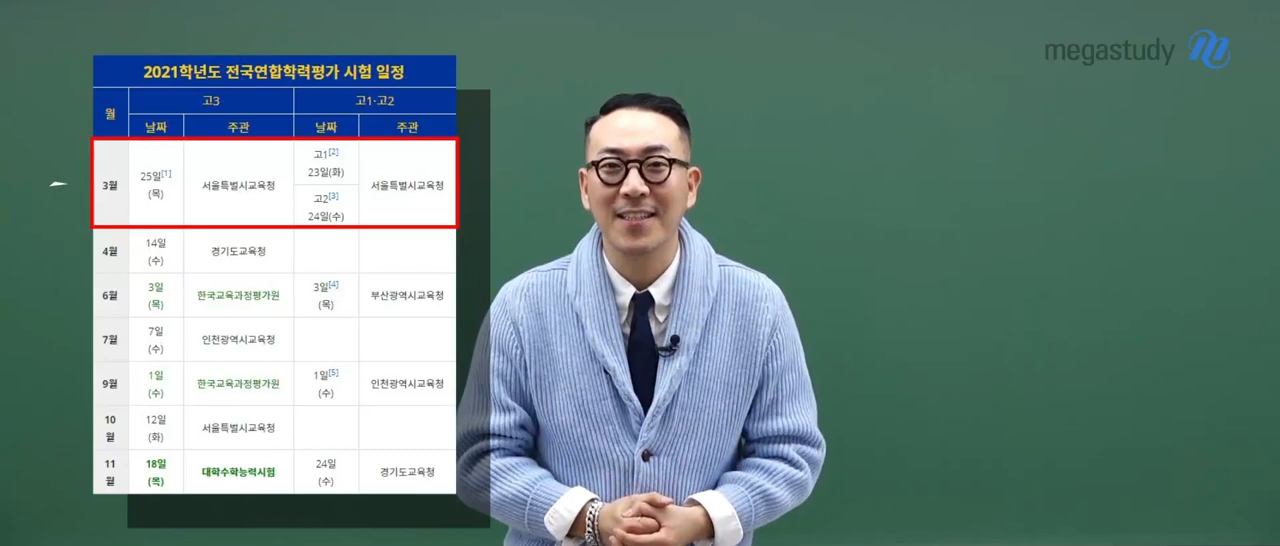 megastudy
2021학년도 전국연합학력평가 시험 일정
월 고3 고1·고2
날짜 주관 날짜 주관
3월 25일[1] (목) 서울특별시교육청 고1[2] 23일(화) 고2[3] 24일(수) 서울특별시교육청
4월 14일 (수) 경기도교육청
6월 3일 (목) 한국교육과정평가원 3일[4] (목) 부산광역시교육청
7월 7일 (수) 인천광역시교육청
9월 1일 (수) 한국교육과정평가원 1일[5] (수) 인천광역시교육청
10월 12일 (화) 서울특별시교육청
11월 18일 (목) 대학수학능력시험 24일 (수) 경기도교육청